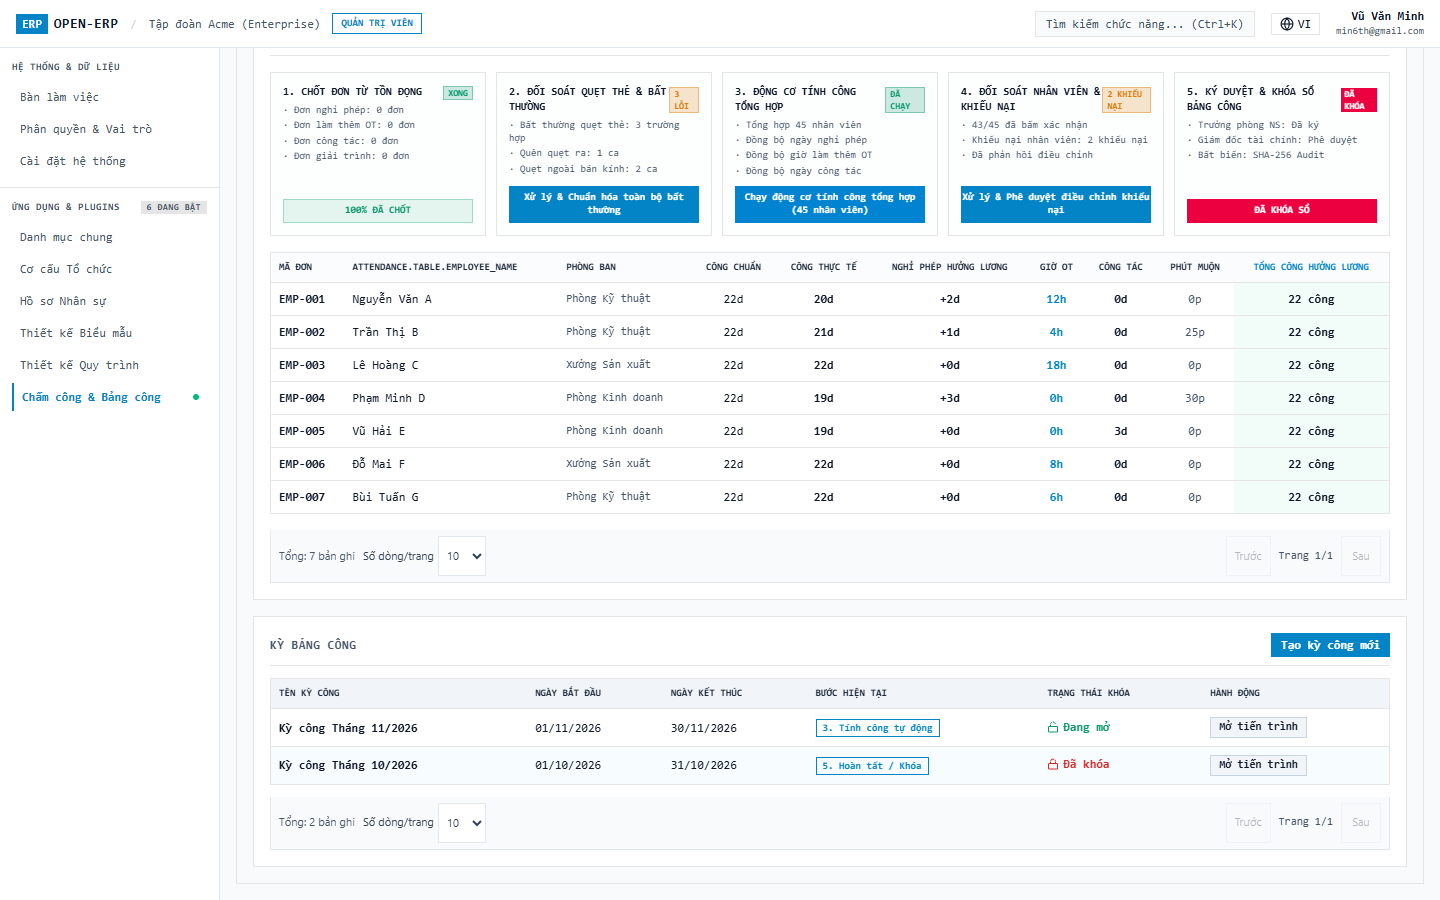 ERP OPEN-ERP / Tập đoàn Acme (Enterprise) QUẢN TRỊ VIÊN
Tìm kiếm chức năng... (Ctrl+K)
VI
Vũ Văn Minh
min6th@gmail.com
HỆ THỐNG & DỮ LIỆU
Bàn làm việc
Phân quyền & Vai trò
Cài đặt hệ thống
ỨNG DỤNG & PLUGINS 6 ĐANG BẬT
Danh mục chung
Cơ cấu Tổ chức
Hồ sơ Nhân sự
Thiết kế Biểu mẫu
Thiết kế Quy trình
Chấm công & Bảng công
1. CHỐT ĐƠN TỪ TỒN ĐỌNG XONG
· Đơn nghỉ phép: 0 đơn
· Đơn làm thêm OT: 0 đơn
· Đơn công tác: 0 đơn
· Đơn giải trình: 0 đơn
100% ĐÃ CHỐT
2. ĐỐI SOÁT QUẸT THẺ & BẤT THƯỜNG
3 LỖI
· Bất thường quẹt thẻ: 3 trường hợp
· Quên quẹt ra: 1 ca
· Quẹt ngoài bán kính: 2 ca
Xử lý & Chuẩn hóa toàn bộ bất thường
3. ĐỘNG CƠ TÍNH CÔNG TỔNG HỢP
ĐÃ CHẠY
· Tổng hợp 45 nhân viên
· Đồng bộ ngày nghỉ phép
· Đồng bộ giờ làm thêm OT
· Đồng bộ ngày công tác
Chạy động cơ tính công tổng hợp (45 nhân viên)
4. ĐỐI SOÁT NHÂN VIÊN & KHIẾU NẠI
2 KHIẾU NẠI
· 43/45 đã bấm xác nhận
· Khiếu nại nhân viên: 2 khiếu nại
· Đã phản hồi điều chỉnh
Xử lý & Phê duyệt điều chỉnh khiếu nại
5. KÝ DUYỆT & KHÓA SỔ BẢNG CÔNG
ĐÃ KHÓA
· Trưởng phòng NS: Đã ký
· Giám đốc tài chính: Phê duyệt
· Bất biến: SHA-256 Audit
ĐÃ KHÓA SỔ
MÃ ĐƠN ATTENDANCE.TABLE.EMPLOYEE_NAME PHÒNG BAN CÔNG CHUẨN CÔNG THỰC TẾ NGHỈ PHÉP HƯỞNG LƯƠNG GIỜ OT CÔNG TÁC PHÚT MUỘN TỔNG CÔNG HƯỞNG LƯƠNG
EMP-001 Nguyễn Văn A Phòng Kỹ thuật 22d 20d +2d 12h 0d 0p 22 công
EMP-002 Trần Thị B Phòng Kỹ thuật 22d 21d +1d 4h 0d 25p 22 công
EMP-003 Lê Hoàng C Xưởng Sản xuất 22d 22d +0d 18h 0d 0p 22 công
EMP-004 Phạm Minh D Phòng Kinh doanh 22d 19d +3d 0h 0d 30p 22 công
EMP-005 Vũ Hải E Phòng Kinh doanh 22d 19d +0d 0h 3d 0p 22 công
EMP-006 Đỗ Mai F Xưởng Sản xuất 22d 22d +0d 8h 0d 0p 22 công
EMP-007 Bùi Tuấn G Phòng Kỹ thuật 22d 22d +0d 6h 0d 0p 22 công
Tổng: 7 bản ghi Số dòng/trang 10 Trước Trang 1/1 Sau
KỲ BẢNG CÔNG Tạo kỳ công mới
TÊN KỲ CÔNG NGÀY BẮT ĐẦU NGÀY KẾT THÚC BƯỚC HIỆN TẠI TRẠNG THÁI KHÓA HÀNH ĐỘNG
Kỳ công Tháng 11/2026 01/11/2026 30/11/2026 3. Tính công tự động Đang mở Mở tiến trình
Kỳ công Tháng 10/2026 01/10/2026 31/10/2026 5. Hoàn tất / Khóa Đã khóa Mở tiến trình
Tổng: 2 bản ghi Số dòng/trang 10 Trước Trang 1/1 Sau